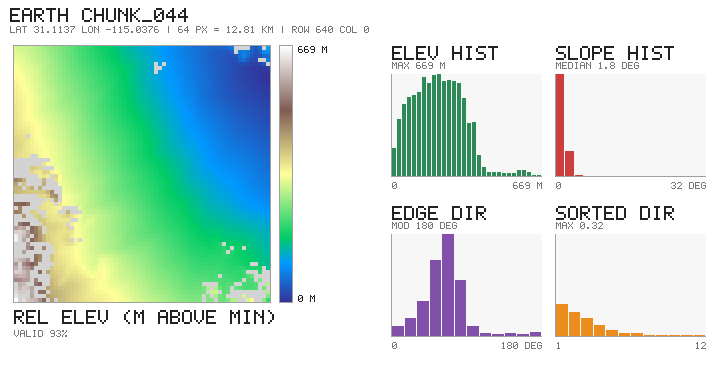 EARTH CHUNK_044
LAT 31.1137 LON -115.0376 | 64 PX = 12.81 KM | ROW 640 COL 0
669 M
0 M
REL ELEV (M ABOVE MIN)
VALID 93%
ELEV HIST
MAX 669 M
0 669 M
SLOPE HIST
MEDIAN 1.8 DEG
0 32 DEG
EDGE DIR
MOD 180 DEG
0 180 DEG
SORTED DIR
MAX 0.32
1 12